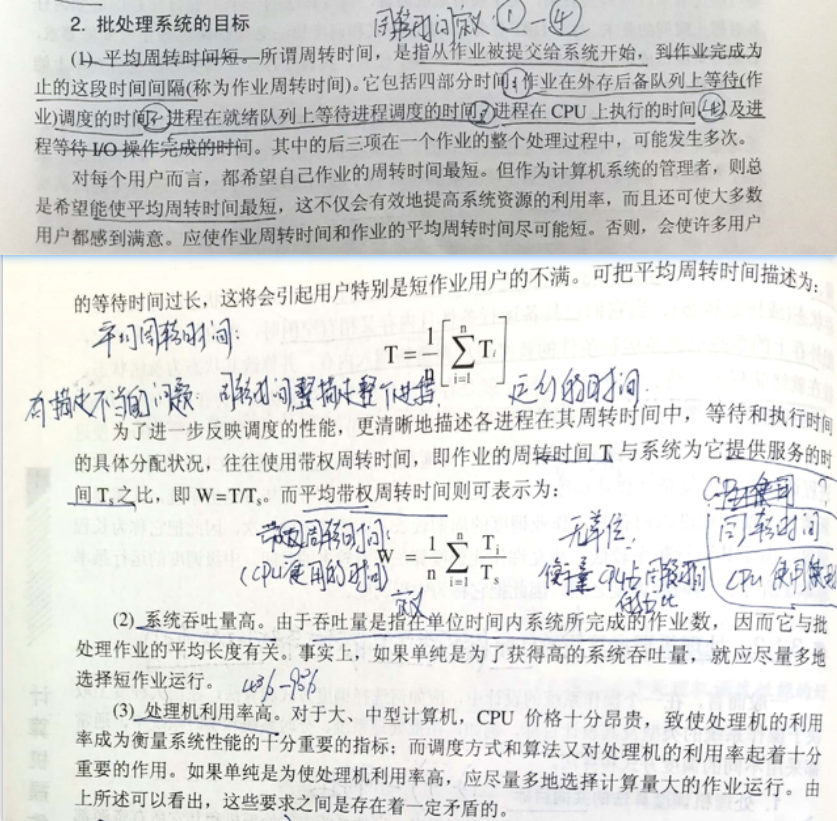 2. 批处理系统的目标
周转时间 ①—④
(1) 平均周转时间短。所谓周转时间，是指从作业被提交给系统开始，到作业完成为
止的这段时间间隔(称为作业周转时间)。它包括四部分时间：作业在外存后备队列上等待(作
业)调度的时间，进程在就绪队列上等待进程调度的时间，进程在 CPU 上执行的时间，以及进
程等待 I/O 操作完成的时间。其中的后三项在一个作业的整个处理过程中，可能发生多次。
对每个用户而言，都希望自己作业的周转时间最短。但作为计算机系统的管理者，则总
是希望能使平均周转时间最短，这不仅会有效地提高系统资源的利用率，而且还可使大多数
用户都感到满意。应使作业周转时间和作业的平均周转时间尽可能短。否则，会使许多用户
的等待时间过长，这将会引起用户特别是短作业用户的不满。可把平均周转时间描述为：
平均周转时间：
T = 1/n [ ∑ i=1 n Ti ]
有描述不当的问题 周转时间 运行的时间
为了进一步反映调度的性能，更清晰地描述各进程在其周转时间中，等待和执行时间
的具体分配状况，往往使用带权周转时间，即作业的周转时间 T 与系统为它提供服务的时
间 Ts之比，即 W=T/Ts。而平均带权周转时间则可表示为：
CPU使用
带权周转时间： 无单位， 周转时间
W = 1/n ∑ i=1 n Ti/Ts
(CPU使用的时间) 衡量CPU占周转时间 CPU使用
(2) 系统吞吐量高。由于吞吐量是指在单位时间内系统所完成的作业数，因而它与批
处理作业的平均长度有关。事实上，如果单纯是为了获得高的系统吞吐量，就应尽量多地
选择短作业运行。
(3) 处理机利用率高。对于大、中型计算机，CPU 价格十分昂贵，致使处理机的利用
率成为衡量系统性能的十分重要的指标；而调度方式和算法又对处理机的利用率起着十分
重要的作用。如果单纯是为使处理机利用率高，应尽量多地选择计算量大的作业运行。由
上所述可以看出，这些要求之间是存在着一定矛盾的。